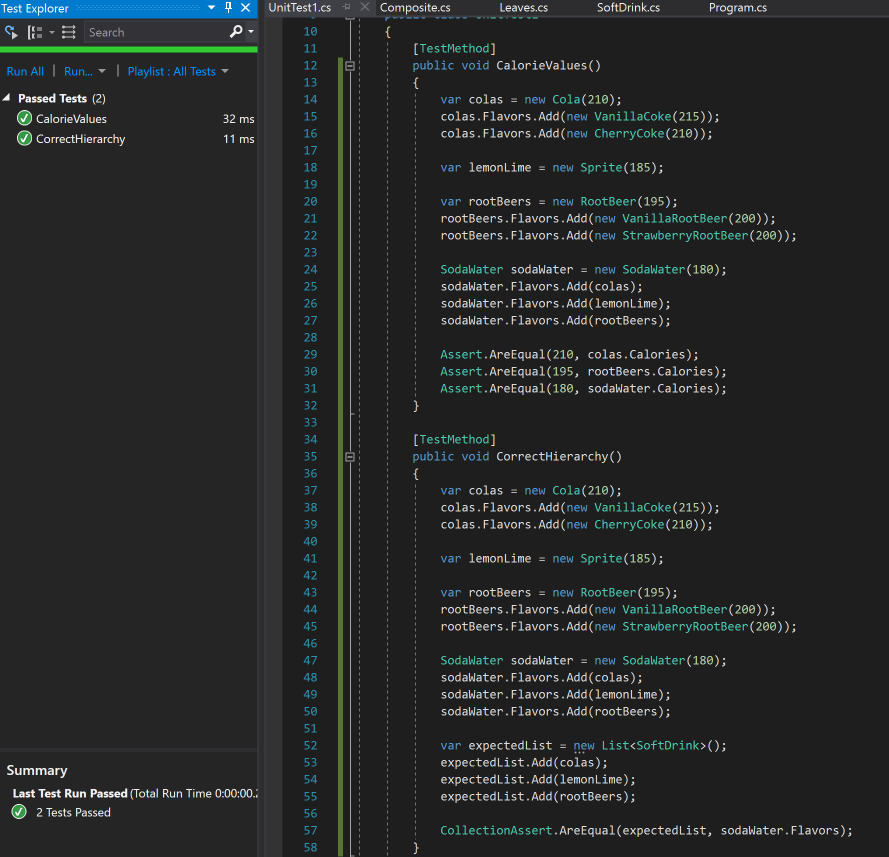 Test Explorer
UnitTest1.cs Composite.cs Leaves.cs SoftDrink.cs Program.cs
Search
Run All | Run... | Playlist : All Tests
Passed Tests (2)
CalorieValues 32 ms
CorrectHierarchy 11 ms
Summary
Last Test Run Passed (Total Run Time 0:00:00.
2 Tests Passed
10 {
11 [TestMethod]
12 public void CalorieValues()
13 {
14 var colas = new Cola(210);
15 colas.Flavors.Add(new VanillaCoke(215));
16 colas.Flavors.Add(new CherryCoke(210));
17
18 var lemonLime = new Sprite(185);
19
20 var rootBeers = new RootBeer(195);
21 rootBeers.Flavors.Add(new VanillaRootBeer(200));
22 rootBeers.Flavors.Add(new StrawberryRootBeer(200));
23
24 SodaWater sodaWater = new SodaWater(180);
25 sodaWater.Flavors.Add(colas);
26 sodaWater.Flavors.Add(lemonLime);
27 sodaWater.Flavors.Add(rootBeers);
28
29 Assert.AreEqual(210, colas.Calories);
30 Assert.AreEqual(195, rootBeers.Calories);
31 Assert.AreEqual(180, sodaWater.Calories);
32 }
33
34 [TestMethod]
35 public void CorrectHierarchy()
36 {
37 var colas = new Cola(210);
38 colas.Flavors.Add(new VanillaCoke(215));
39 colas.Flavors.Add(new CherryCoke(210));
40
41 var lemonLime = new Sprite(185);
42
43 var rootBeers = new RootBeer(195);
44 rootBeers.Flavors.Add(new VanillaRootBeer(200));
45 rootBeers.Flavors.Add(new StrawberryRootBeer(200));
46
47 SodaWater sodaWater = new SodaWater(180);
48 sodaWater.Flavors.Add(colas);
49 sodaWater.Flavors.Add(lemonLime);
50 sodaWater.Flavors.Add(rootBeers);
51
52 var expectedList = new List<SoftDrink>();
53 expectedList.Add(colas);
54 expectedList.Add(lemonLime);
55 expectedList.Add(rootBeers);
56
57 CollectionAssert.AreEqual(expectedList, sodaWater.Flavors);
58 }